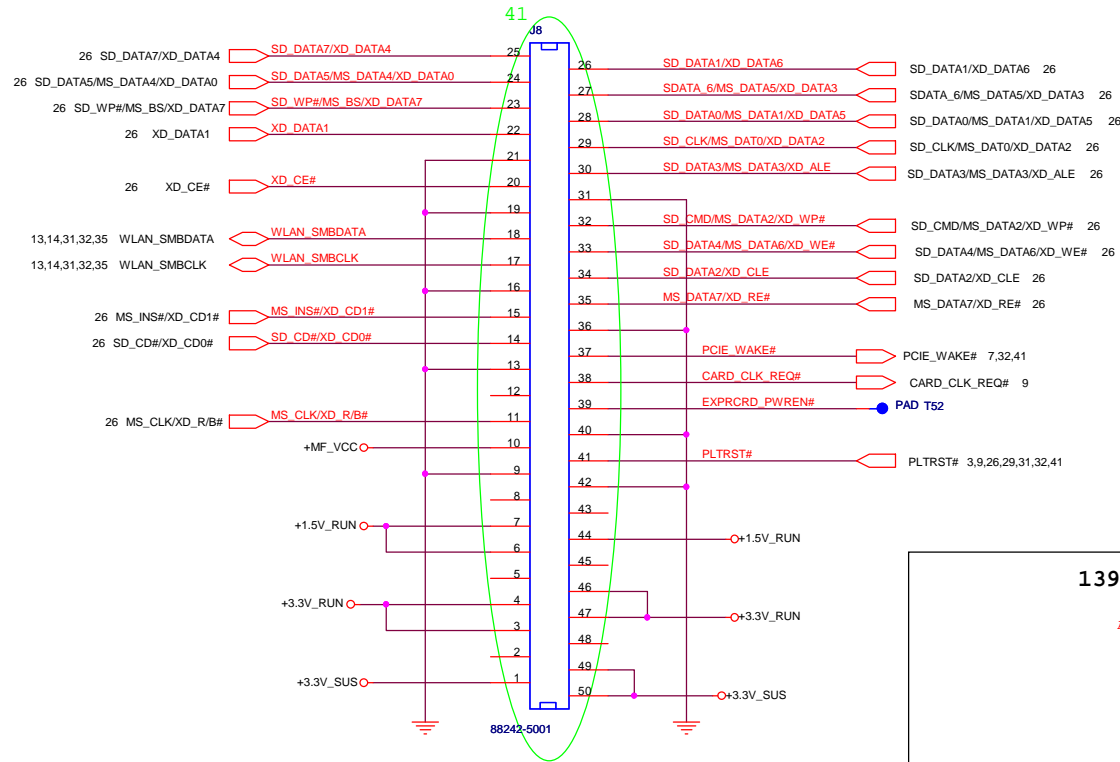 41
J8
26 SD_DATA7/XD_DATA4 SD_DATA7/XD_DATA4 25
26 SD_DATA1/XD_DATA6 SD_DATA1/XD_DATA6 26
26 SD_DATA5/MS_DATA4/XD_DATA0 SD_DATA5/MS_DATA4/XD_DATA0 24
27 SDATA_6/MS_DATA5/XD_DATA3 SDATA_6/MS_DATA5/XD_DATA3 26
26 SD_WP#/MS_BS/XD_DATA7 SD_WP#/MS_BS/XD_DATA7 23
28 SD_DATA0/MS_DATA1/XD_DATA5 SD_DATA0/MS_DATA1/XD_DATA5 26
26 XD_DATA1 XD_DATA1 22
29 SD_CLK/MS_DAT0/XD_DATA2 SD_CLK/MS_DAT0/XD_DATA2 26
21
30 SD_DATA3/MS_DATA3/XD_ALE SD_DATA3/MS_DATA3/XD_ALE 26
26 XD_CE# XD_CE# 20
31
19
32 SD_CMD/MS_DATA2/XD_WP# SD_CMD/MS_DATA2/XD_WP# 26
13,14,31,32,35 WLAN_SMBDATA WLAN_SMBDATA 18
33 SD_DATA4/MS_DATA6/XD_WE# SD_DATA4/MS_DATA6/XD_WE# 26
13,14,31,32,35 WLAN_SMBCLK WLAN_SMBCLK 17
34 SD_DATA2/XD_CLE SD_DATA2/XD_CLE 26
16
35 MS_DATA7/XD_RE# MS_DATA7/XD_RE# 26
26 MS_INS#/XD_CD1# MS_INS#/XD_CD1# 15
36
26 SD_CD#/XD_CD0# SD_CD#/XD_CD0# 14
37 PCIE_WAKE# PCIE_WAKE# 7,32,41
13
38 CARD_CLK_REQ# CARD_CLK_REQ# 9
12
39 EXPRCRD_PWREN# PAD T52
26 MS_CLK/XD_R/B# MS_CLK/XD_R/B# 11
40
+MF_VCC 10
41 PLTRST# PLTRST# 3,9,26,29,31,32,41
9
42
8
43
+1.5V_RUN 7
44 +1.5V_RUN
6
45
5
46
+3.3V_RUN 4
47 +3.3V_RUN
3
48
2
49
+3.3V_SUS 1
50 +3.3V_SUS
88242-5001
139